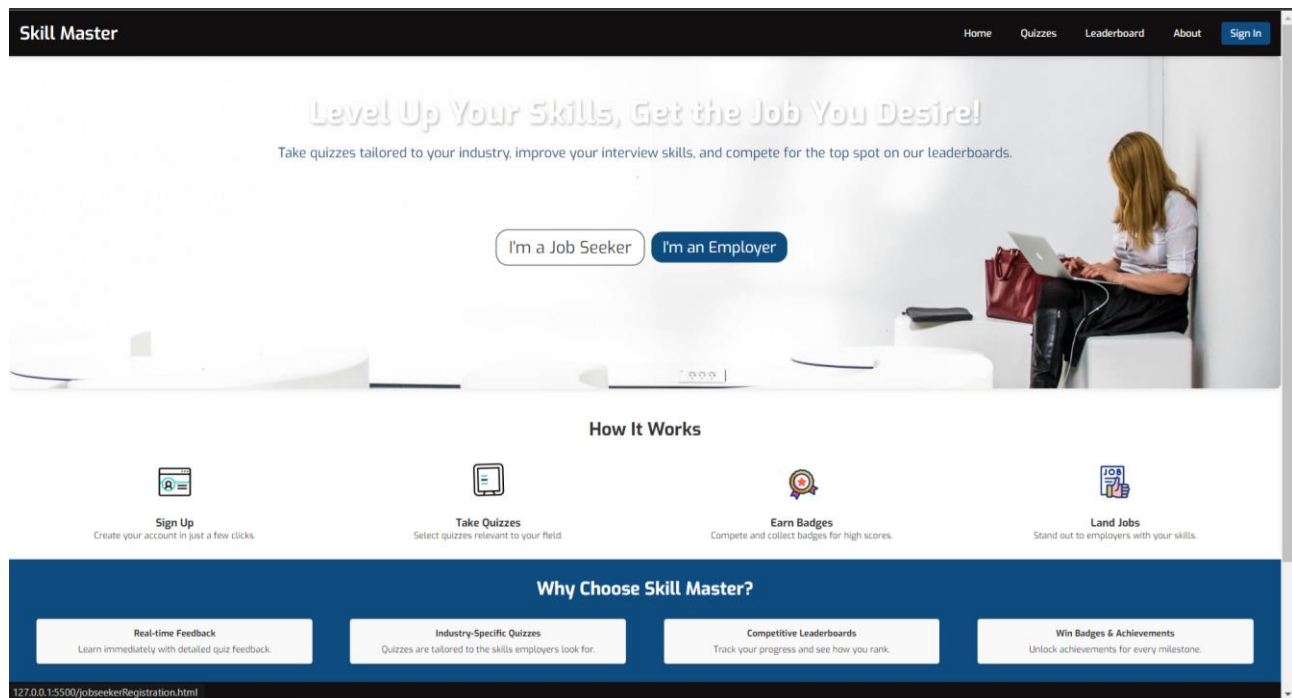 Skill Master
Home Quizzes Leaderboard About Sign In
Level Up Your Skills, Get the Job You Desire!
Take quizzes tailored to your industry, improve your interview skills, and compete for the top spot on our leaderboards.
I'm a Job Seeker I'm an Employer
How It Works
JOB
Sign Up Take Quizzes Earn Badges Land Jobs
Create your account in just a few clicks. Select quizzes relevant to your field. Compete and collect badges for high scores. Stand out to employers with your skills.
Why Choose Skill Master?
Real-time Feedback Industry-Specific Quizzes Competitive Leaderboards Win Badges & Achievements
Learn immediately with detailed quiz feedback. Quizzes are tailored to the skills employers look for. Track your progress and see how you rank. Unlock achievements for every milestone.
127.0.0.1:5500/jobseekerRegistration.html